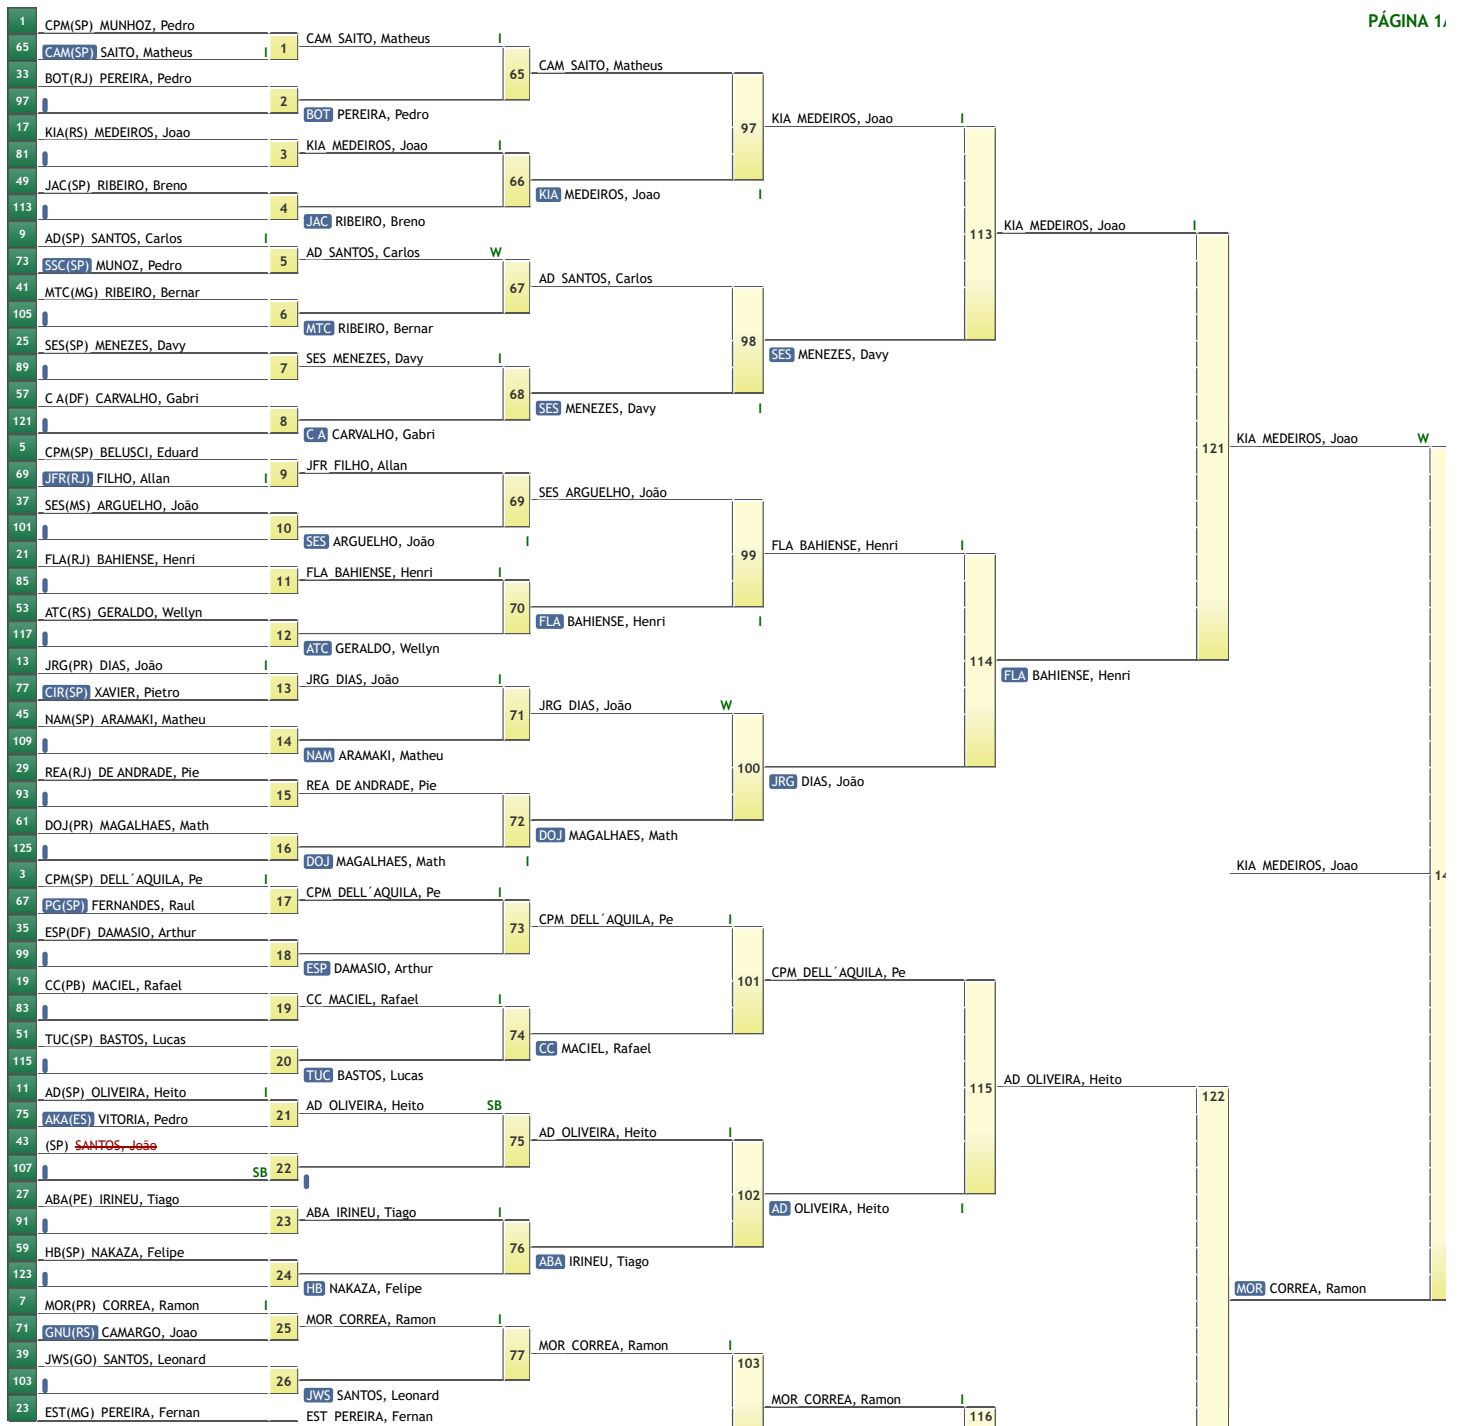 PÁGINA 1/
1 CPM(SP) MUNHOZ, Pedro
65 CAM(SP) SAITO, Matheus I
1
33 BOT(RJ) PEREIRA, Pedro
97
2
17 KIA(RS) MEDEIROS, Joao
81
3
49 JAC(SP) RIBEIRO, Breno
113
4
9 AD(SP) SANTOS, Carlos I
73 SSC(SP) MUNOZ, Pedro
5
41 MTC(MG) RIBEIRO, Bernar
105
6
25 SES(SP) MENEZES, Davy
89
7
57 C A(DF) CARVALHO, Gabri
121
8
5 CPM(SP) BELUSCI, Eduard
69 JFR(RJ) FILHO, Allan I
9
37 SES(MS) ARGUELHO, João
101
10
21 FLA(RJ) BAHIENSE, Henri
85
11
53 ATC(RS) GERALDO, Wellyn
117
12
13 JRG(PR) DIAS, João I
77 CIR(SP) XAVIER, Pietro
13
45 NAM(SP) ARAMAKI, Matheu
109
14
29 REA(RJ) DE ANDRADE, Pie
93
15
61 DOJ(PR) MAGALHAES, Math
125
16
3 CPM(SP) DELL´AQUILA, Pe I
67 PG(SP) FERNANDES, Raul
17
35 ESP(DF) DAMASIO, Arthur
99
18
19 CC(PB) MACIEL, Rafael
83
19
51 TUC(SP) BASTOS, Lucas
115
20
11 AD(SP) OLIVEIRA, Heito I
75 AKA(ES) VITORIA, Pedro
21
43 (SP) SANTOS, João
107 SB
22
27 ABA(PE) IRINEU, Tiago
91
23
59 HB(SP) NAKAZA, Felipe
123
24
7 MOR(PR) CORREA, Ramon I
71 GNU(RS) CAMARGO, Joao
25
39 JWS(GO) SANTOS, Leonard
103
26
23 EST(MG) PEREIRA, Fernan
CAM SAITO, Matheus I
65
BOT PEREIRA, Pedro
KIA MEDEIROS, Joao I
66
JAC RIBEIRO, Breno
AD SANTOS, Carlos W
67
MTC RIBEIRO, Bernar
SES MENEZES, Davy I
68
C A CARVALHO, Gabri
JFR FILHO, Allan
69
SES ARGUELHO, João I
FLA BAHIENSE, Henri I
70
ATC GERALDO, Wellyn
JRG DIAS, João I
71
NAM ARAMAKI, Matheu
REA DE ANDRADE, Pie
72
DOJ MAGALHAES, Math I
CPM DELL´AQUILA, Pe I
73
ESP DAMASIO, Arthur
CC MACIEL, Rafael I
74
TUC BASTOS, Lucas
AD OLIVEIRA, Heito SB
75
ABA IRINEU, Tiago I
76
HB NAKAZA, Felipe
MOR CORREA, Ramon I
77
JWS SANTOS, Leonard
EST PEREIRA, Fernan
CAM SAITO, Matheus
97
KIA MEDEIROS, Joao I
AD SANTOS, Carlos
98
SES MENEZES, Davy I
SES ARGUELHO, João
99
FLA BAHIENSE, Henri I
JRG DIAS, João W
100
DOJ MAGALHAES, Math
CPM DELL´AQUILA, Pe I
101
CC MACIEL, Rafael
AD OLIVEIRA, Heito I
102
ABA IRINEU, Tiago
MOR CORREA, Ramon I
103
KIA MEDEIROS, Joao I
113
SES MENEZES, Davy
FLA BAHIENSE, Henri I
114
JRG DIAS, João
CPM DELL´AQUILA, Pe
115
AD OLIVEIRA, Heito I
MOR CORREA, Ramon I
116
KIA MEDEIROS, Joao I
121
FLA BAHIENSE, Henri
AD OLIVEIRA, Heito
122
KIA MEDEIROS, Joao W
KIA MEDEIROS, Joao
MOR CORREA, Ramon